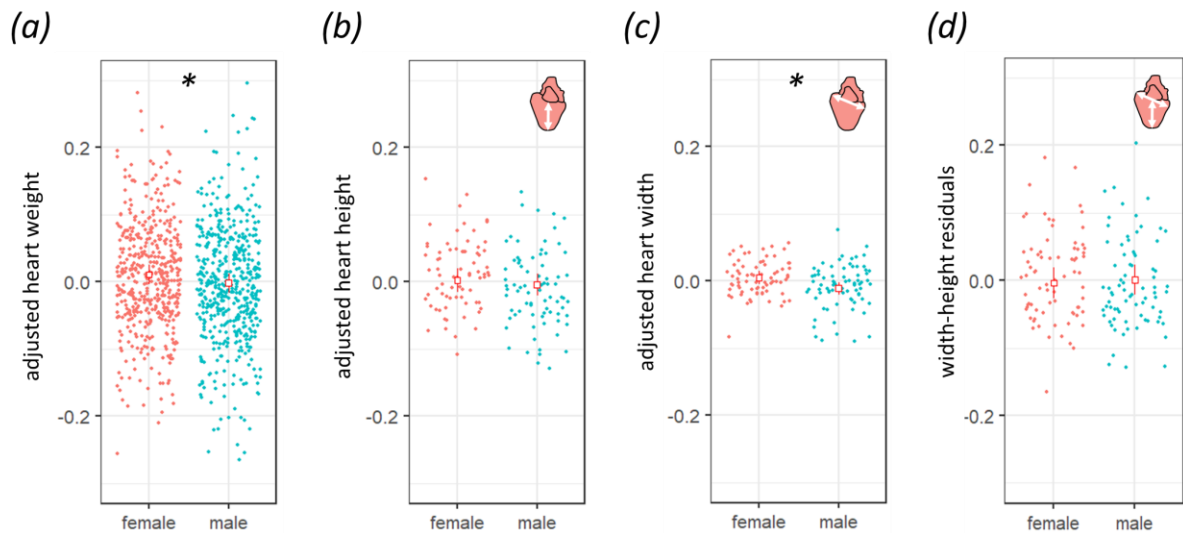 (a)
(b)
(c)
(d)
*
*
adjusted heart weight
0.2
0.0
-0.2
female male
adjusted heart height
0.2
0.0
-0.2
female male
adjusted heart width
0.2
0.0
-0.2
female male
width-height residuals
0.2
0.0
-0.2
female male